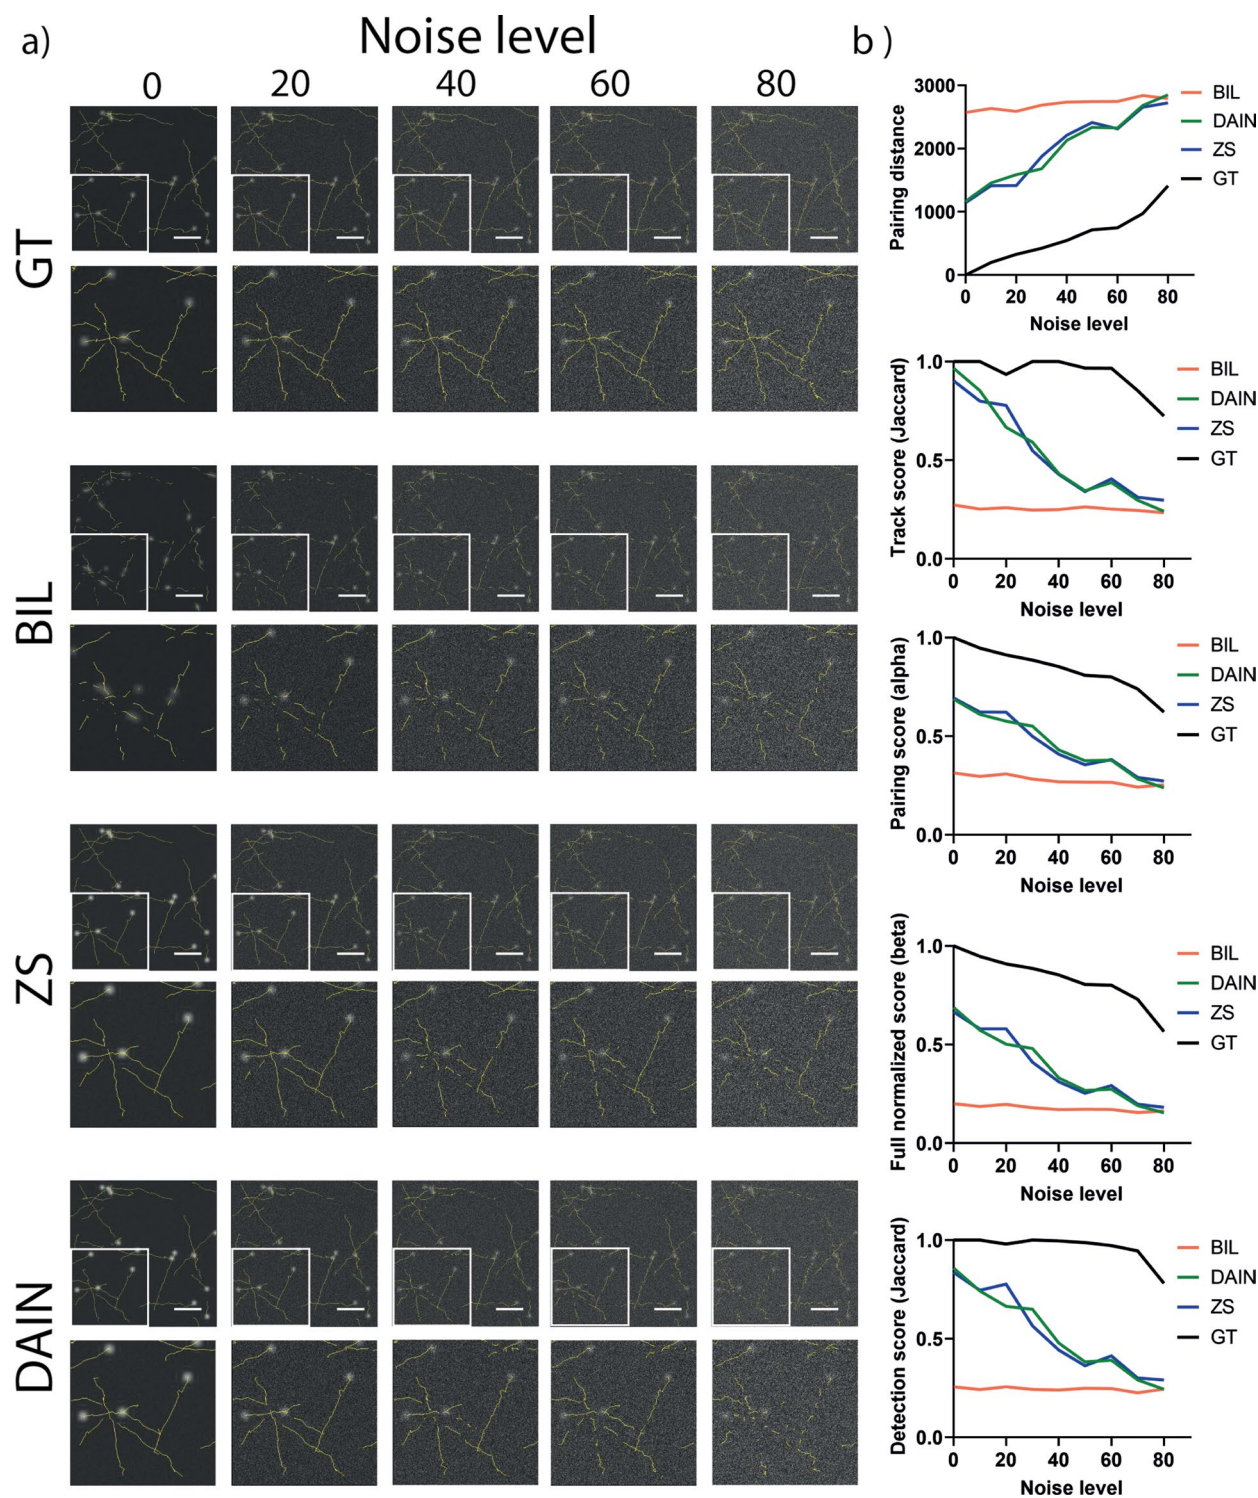 a)
Noise level
b )
0 20 40 60 80
GT
BIL
ZS
DAIN
Pairing distance
3000
2000
1000
0
0 20 40 60 80
Noise level
BIL
DAIN
ZS
GT
Track score (Jaccard)
1.0
0.5
0.0
0 20 40 60 80
Noise level
BIL
DAIN
ZS
GT
Pairing score (alpha)
1.0
0.5
0.0
0 20 40 60 80
Noise level
BIL
DAIN
ZS
GT
Full normalized score (beta)
1.0
0.5
0.0
0 20 40 60 80
Noise level
BIL
DAIN
ZS
GT
Detection score (Jaccard)
1.0
0.5
0.0
0 20 40 60 80
Noise level
BIL
DAIN
ZS
GT